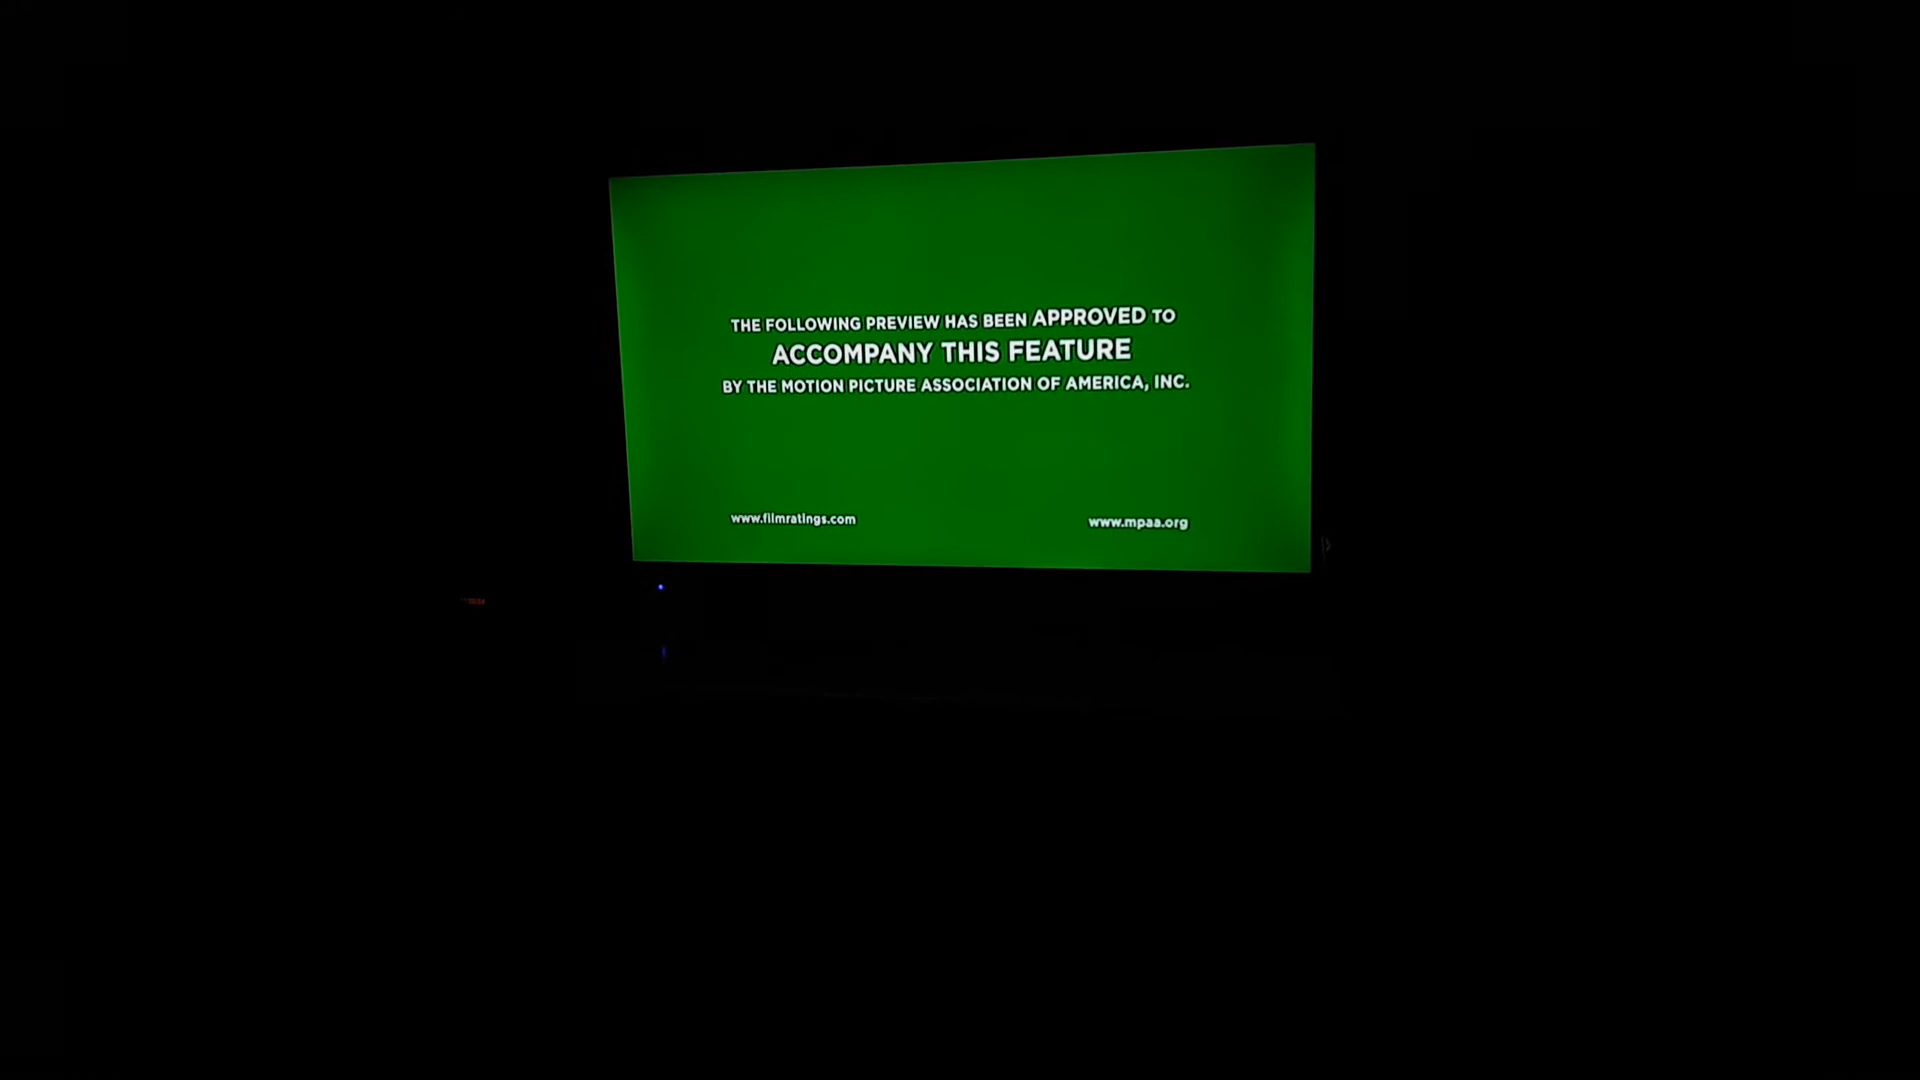 THE FOLLOWING PREVIEW HAS BEEN APPROVED TO
ACCOMPANY THIS FEATURE
BY THE MOTION PICTURE ASSOCIATION OF AMERICA, INC.
www.filmratings.com
www.mpaa.org